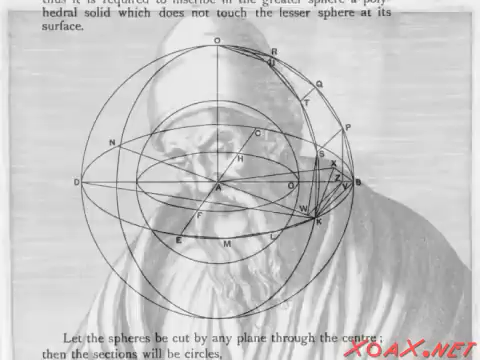 thus it is required to inscribe in the greater sphere a poly-
hedral solid which does not touch the lesser sphere at its
surface.
O
R
U
Q
T
P
N
C
S
H
X
D
A
G
Z
V
B
F
W
K
E
M
L
Let the spheres be cut by any plane through the centre;
then the sections will be circles,
XOAX.NET